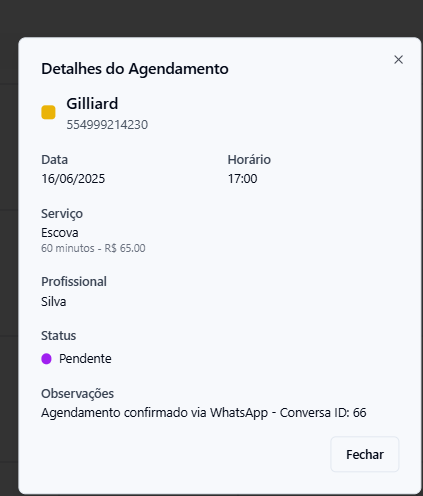 Detalhes do Agendamento
Gilliard
554999214230
Data
Horário
16/06/2025
17:00
Serviço
Escova
60 minutos - R$ 65.00
Profissional
Silva
Status
Pendente
Observações
Agendamento confirmado via WhatsApp - Conversa ID: 66
Fechar